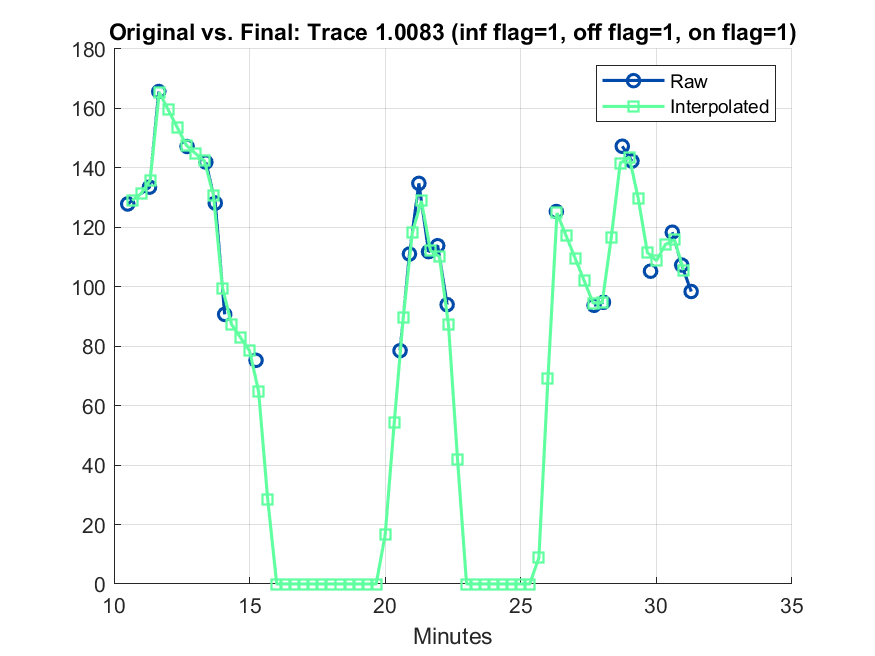 Original vs. Final: Trace 1.0083 (inf flag=1, off flag=1, on flag=1)
180
160
140
120
100
80
60
40
20
0
Raw
Interpolated
10 15 20 25 30 35
Minutes